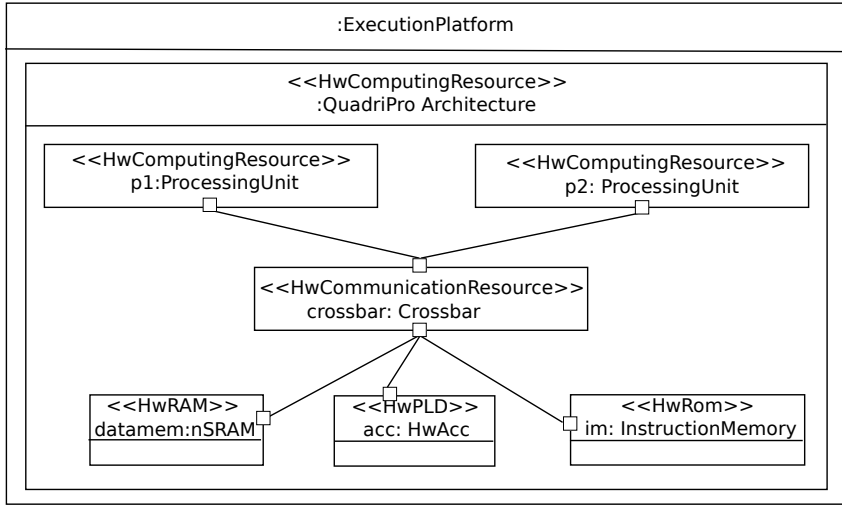 :ExecutionPlatform
<<HwComputingResource>>
:QuadriPro Architecture
<<HwComputingResource>>
p1:ProcessingUnit
<<HwComputingResource>>
p2: ProcessingUnit
<<HwCommunicationResource>>
crossbar: Crossbar
<<HwRAM>>
datamem:nSRAM
<<HwPLD>>
acc: HwAcc
<<HwRom>>
im: InstructionMemory